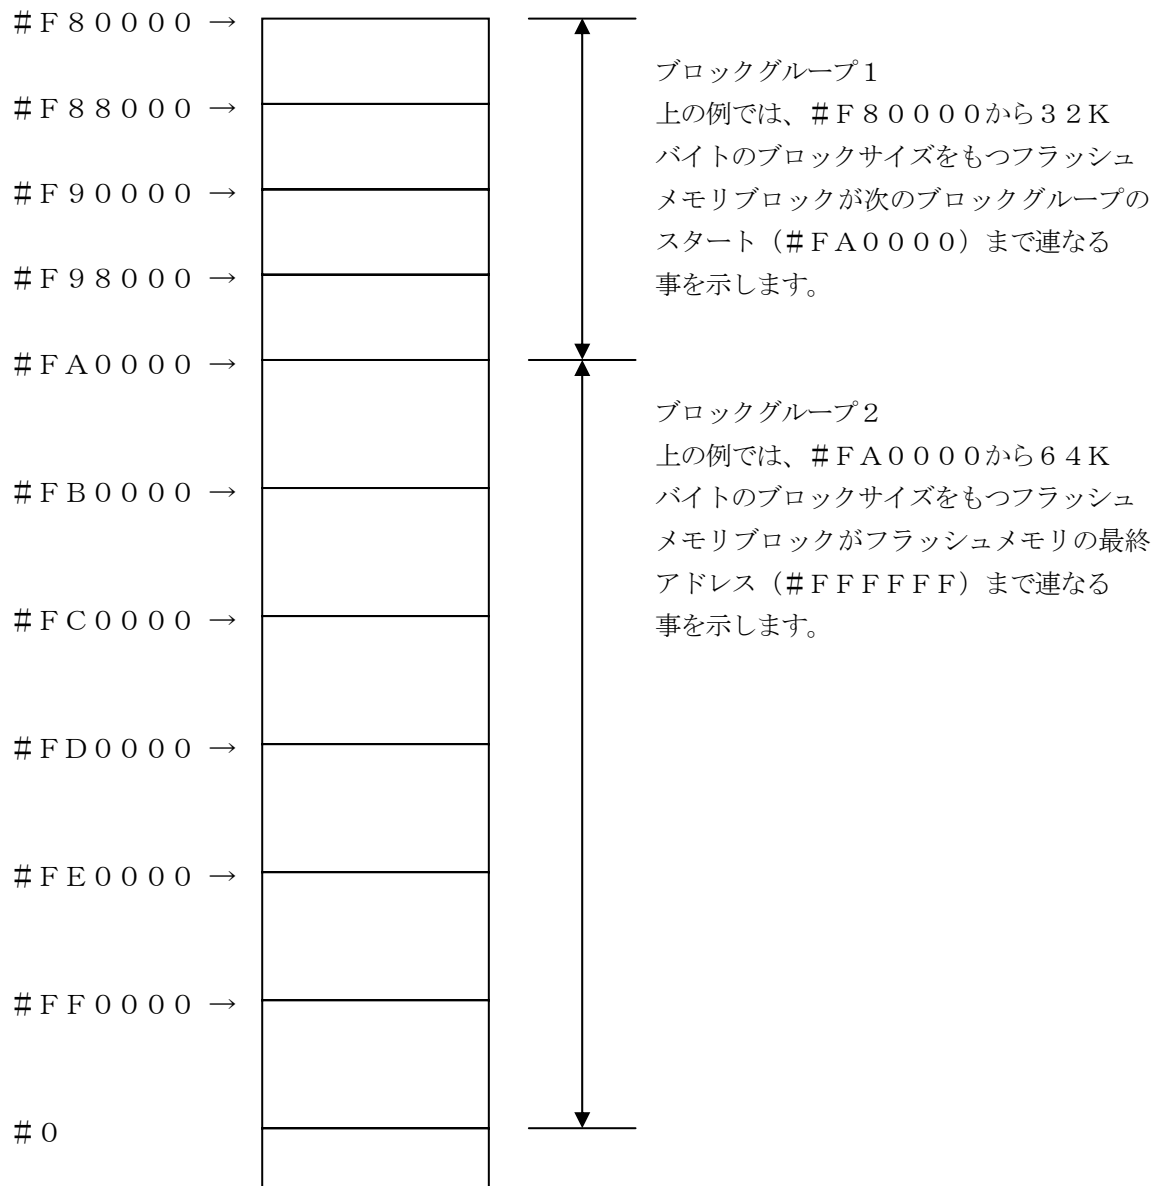 ＃Ｆ８００００ →
ブロックグループ１
＃Ｆ８８０００ →
上の例では、＃Ｆ８００００から３２Ｋ
バイトのブロックサイズをもつフラッシュ
＃Ｆ９００００ →
メモリブロックが次のブロックグループの
スタート（＃ＦＡ００００）まで連なる
＃Ｆ９８０００ →
事を示します。
＃ＦＡ００００ →
ブロックグループ２
上の例では、＃ＦＡ００００から６４Ｋ
＃ＦＢ００００ →
バイトのブロックサイズをもつフラッシュ
メモリブロックがフラッシュメモリの最終
アドレス（＃ＦＦＦＦＦＦ）まで連なる
＃ＦＣ００００ →
事を示します。
＃ＦＤ００００ →
＃ＦＥ００００ →
＃ＦＦ００００ →
＃０